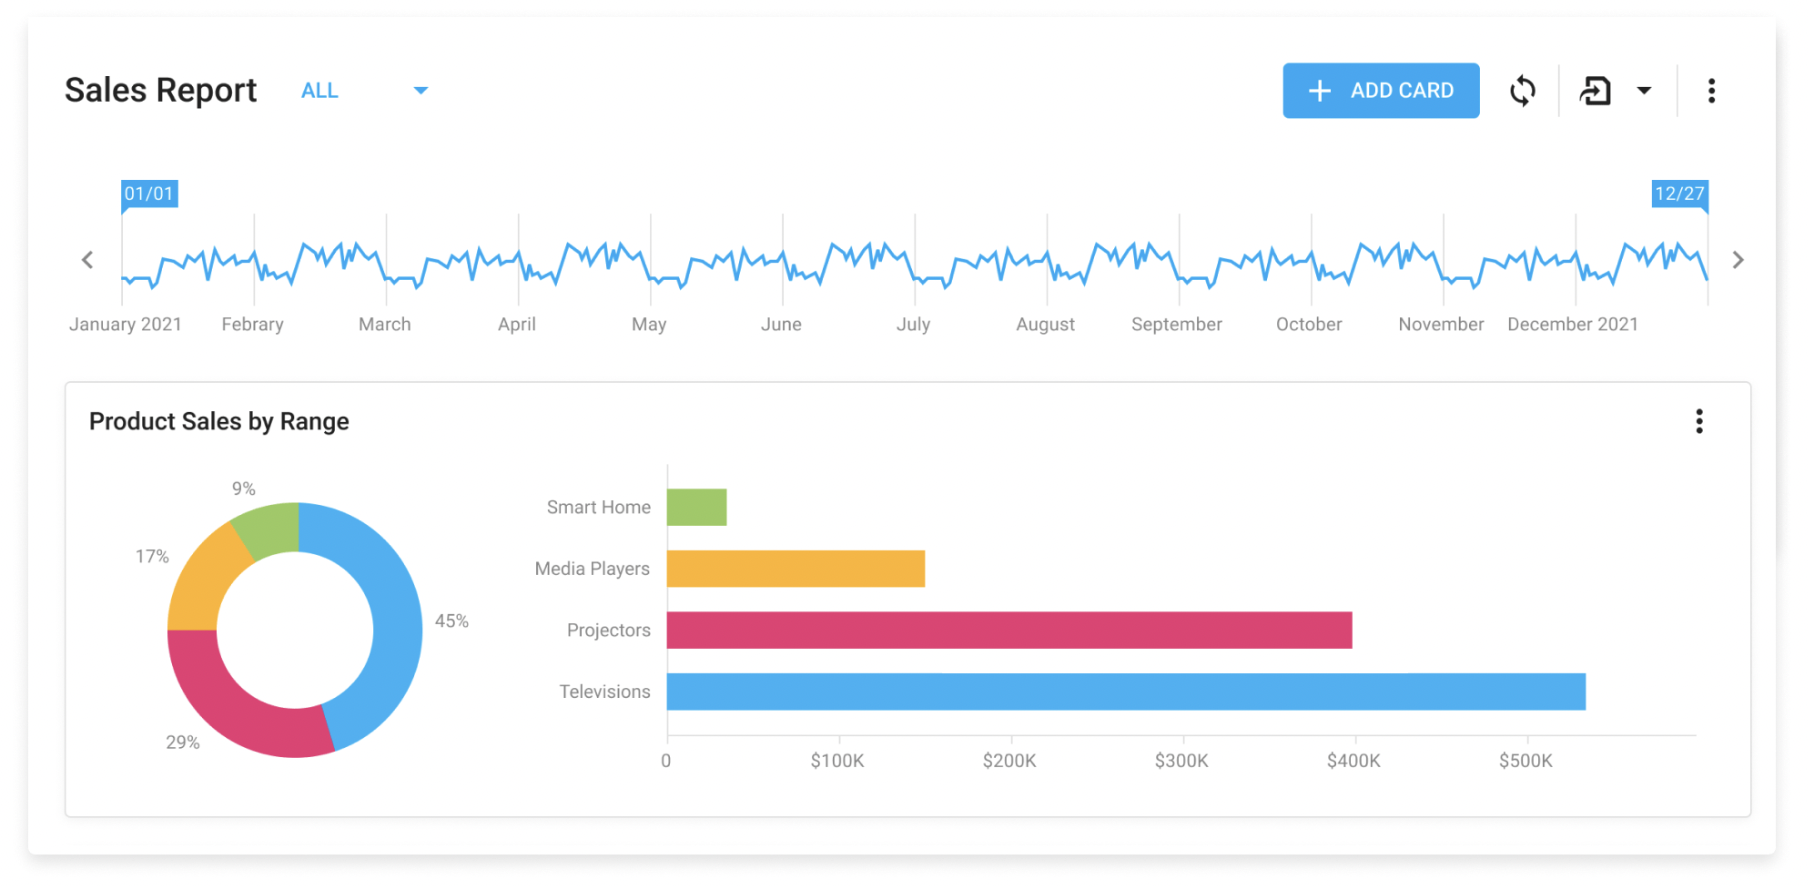 Sales Report ALL ADD CARD
01/01 12/27
January 2021 Febrary March April May June July August September October November December 2021
Product Sales by Range
9%
17%
45%
29%
Smart Home
Media Players
Projectors
Televisions
0 $100K $200K $300K $400K $500K